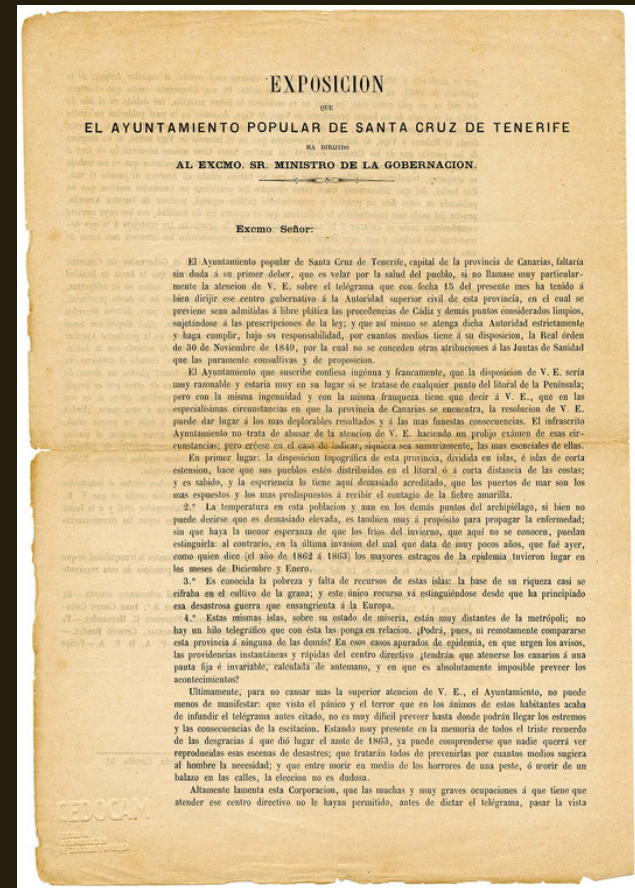 EXPOSICION
QUE
EL AYUNTAMIENTO POPULAR DE SANTA CRUZ DE TENERIFE
HA DIRIJIDO
AL EXCMO. SR. MINISTRO DE LA GOBERNACION.
Excmo. Señor:
El Ayuntamiento popular de Santa Cruz de Tenerife, capital de la provincia de Canarias, faltaría
sin duda á su primer deber, que es velar por la salud del pueblo, si no llamase muy particular-
mente la atencion de V. E. sobre el telégrama que con fecha 15 del presente mes ha tenido á
bien dirijir ese centro gubernativo á la Autoridad superior civil de esta provincia, en el cual se
previene sean admitidas á libre plática las procedencias de Cádiz y demás puntos considerados limpios,
sujetándose á las prescripciones de la ley; y que así mismo se atenga dicha Autoridad estrictamente
y haga cumplir, bajo su responsabilidad, por cuantos medios tiene á su disposicion, la Real órden
de 30 de Noviembre de 1849, por la cual no se conceden otras atribuciones á las Juntas de Sanidad
que las puramente consultivas y de proposicion.
El Ayuntamiento que suscribe confiesa ingénua y francamente, que la disposicion de V. E. sería
muy razonable y estaria muy en su lugar si se tratase de cualquier punto del litoral de la Península;
pero con la misma ingenuidad y con la misma franqueza tiene que decir á V. E., que en las
especialísimas circunstancias en que la provincia de Canarias se encuentra, la resolucion de V. E.
puede dar lugar á los mas deplorables resultados y á las mas funestas consecuencias. El infrascrito
Ayuntamiento no trata de abusar de la atencion de V. E. haciendo un prolijo exámen de esas cir-
cunstancias; pero créese en el caso de indicar, siquiera sea sumariamente, las mas esenciales de ellas.
En primer lugar: la disposicion topográfica de esta provincia, dividida en islas, é islas de corta
estension, hace que sus pueblos estén distribuidos en el litoral ó á corta distancia de las costas;
y es sabido, y la esperiencia lo tiene aquí demasiado acreditado, que los puertos de mar son los
mas espuestos y los mas predispuestos á recibir el contagio de la fiebre amarilla.
2.º La temperatura en esta poblacion y aun en los demás puntos del archipiélago, si bien no
puede decirse que es demasiado elevada, es tambien muy á propósito para propagar la enfermedad;
sin que haya la menor esperanza de que los frios del invierno, que aquí no se conocen, puedan
estinguirla: al contrario, en la última invasion del mal que data de muy pocos años, que fué ayer,
como quien dice (el año de 1862 á 1863) los mayores estragos de la epidemia tuvieron lugar en
los meses de Diciembre y Enero.
3.º Es conocida la pobreza y falta de recursos de estas islas: la base de su riqueza casi se
cifraba en el cultivo de la grana; y este único recurso vá estinguiéndose desde que ha principiado
esa desastrosa guerra que ensangrienta á la Europa.
4.º Estas mismas islas, sobre su estado de miseria, están muy distantes de la metrópoli; no
hay un hilo telegráfico que con ésta las ponga en relacion. ¿Podrá, pues, ni remotamente compararse
esta provincia á ninguna de las demás? En esos casos apurados de epidemia, en que urgen los avisos,
las providencias instantáneas y rápidas del centro directivo ¿tendrán que atenerse los canarios á una
pauta fija é invariable, calculada de antemano, y en que es absolutamente imposible preveer los
acontecimientos?
Ultimamente, para no cansar mas la superior atencion de V. E., el Ayuntamiento, no puede
menos de manifestar: que visto el pánico y el terror que en los ánimos de estos habitantes acaba
de infundir el telégrama antes citado, no es muy dificil preveer hasta donde podrán llegar los estremos
y las consecuencias de la escitacion. Estando muy presente en la memoria de todos el triste recuerdo
de las desgracias á que dió lugar el azote de 1863, ya puede comprenderse que nadie querrá ver
reproducidas esas escenas de desastres; que tratarán todos de prevenirlas por cuantos medios sugiera
al hombre la necesidad; y que entre morir en medio de los horrores de una peste, ó morir de un
balazo en las calles, la eleccion no es dudosa.
Altamente lamenta esta Corporacion, que las muchas y muy graves ocupaciones á que tiene que
atender ese centro directivo no le hayan permitido, antes de dictar el telégrama, pasar la vista
CEDOCAM